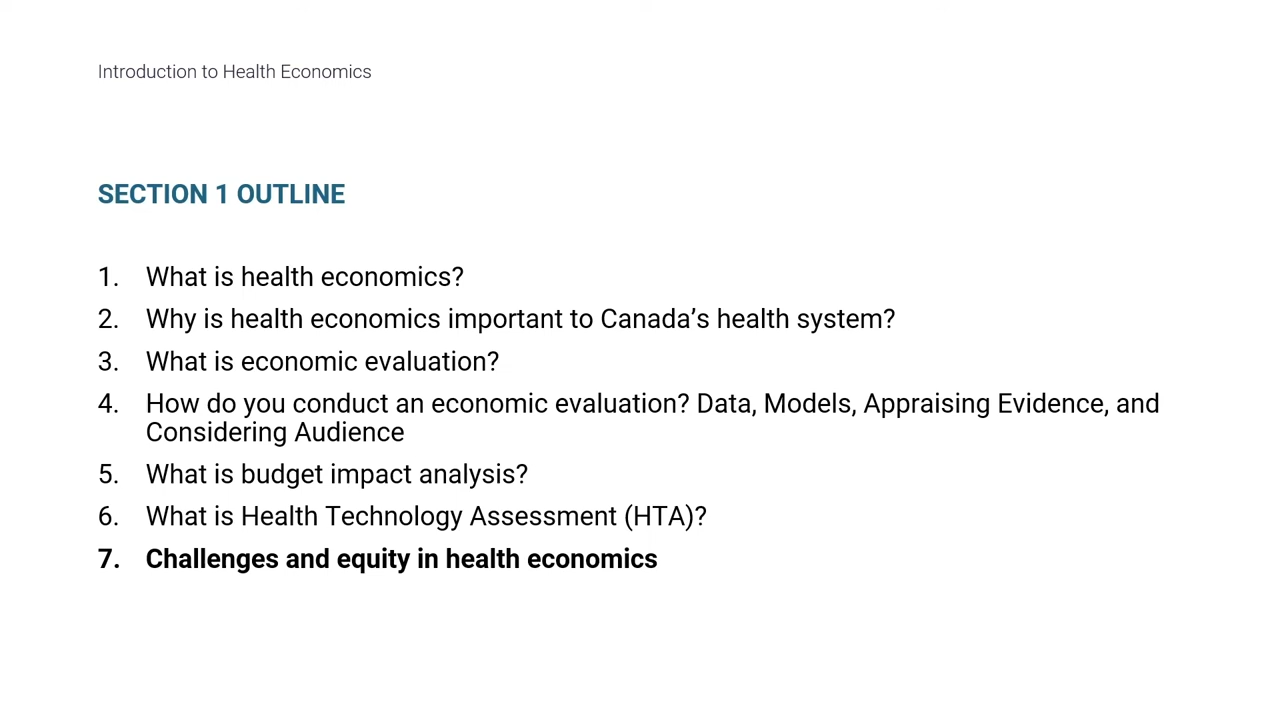 Introduction to Health Economics
SECTION 1 OUTLINE
1. What is health economics?
2. Why is health economics important to Canada’s health system?
3. What is economic evaluation?
4. How do you conduct an economic evaluation? Data, Models, Appraising Evidence, and
Considering Audience
5. What is budget impact analysis?
6. What is Health Technology Assessment (HTA)?
7. Challenges and equity in health economics